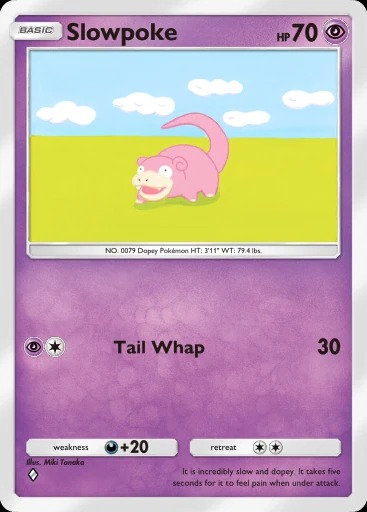 BASIC Slowpoke HP 70
NO. 0079 Dopey Pokémon HT: 3'11" WT: 79.4 lbs.
Tail Whap 30
weakness +20 retreat
Illus. Miki Tanaka
It is incredibly slow and dopey. It takes five
seconds for it to feel pain when under attack.